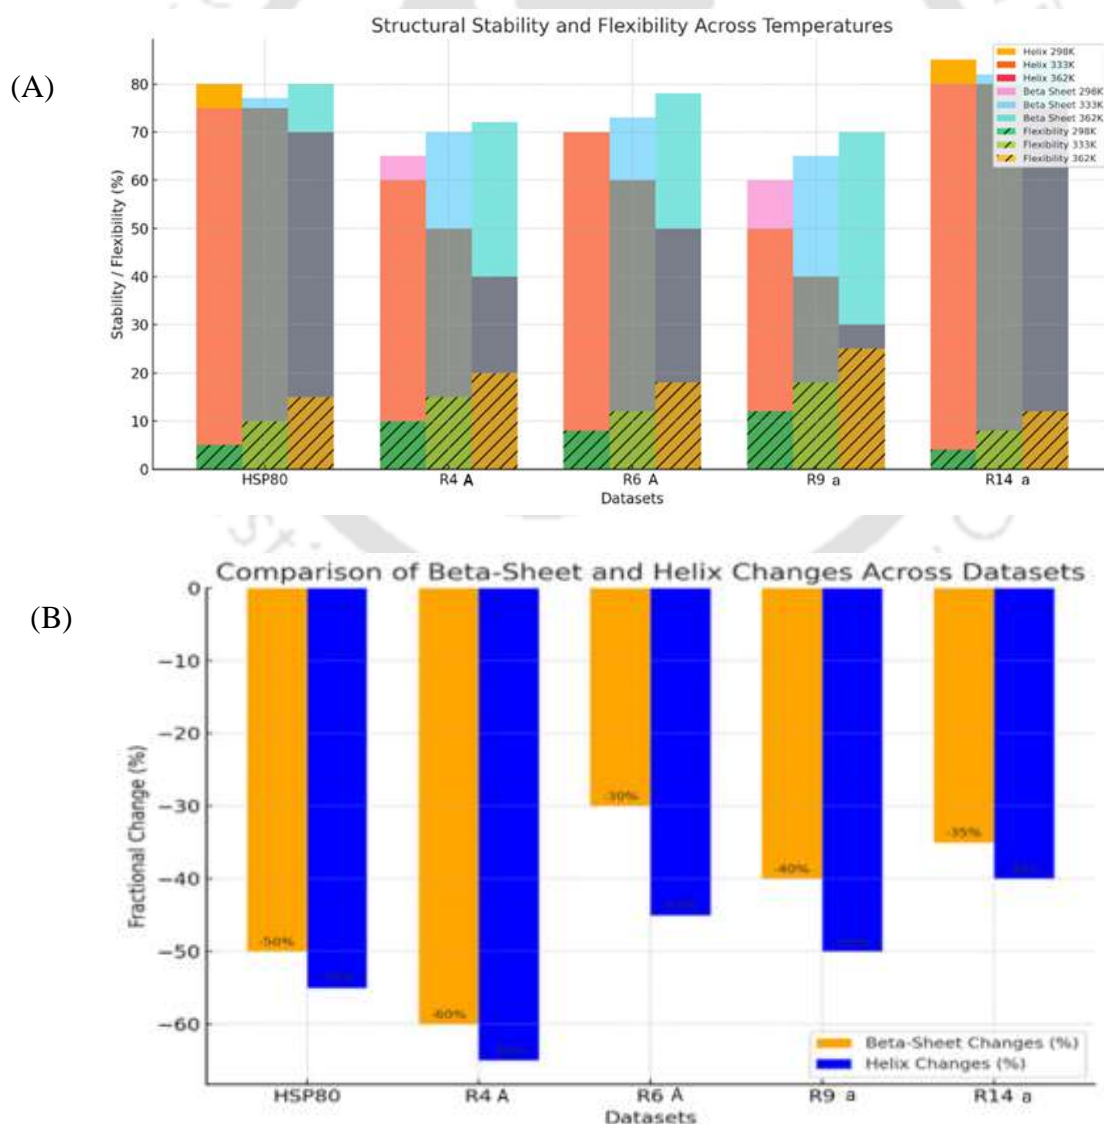 (A)
Structural Stability and Flexibility Across Temperatures
Stability / Flexibility (%)
80
70
60
50
40
30
20
10
0
Helix 298K
Helix 333K
Helix 362K
Beta Sheet 298K
Beta Sheet 333K
Beta Sheet 362K
Flexibility 298K
Flexibility 333K
Flexibility 362K
HSP80 R4 A R6 A R9 a R14 a
Datasets
(B)
Comparison of Beta-Sheet and Helix Changes Across Datasets
Fractional Change (%)
0
−10
−20
−30
−40
−50
−60
-50%
-60%
-30%
-40%
-35%
Beta-Sheet Changes (%)
Helix Changes (%)
HSP80 R4 A R6 A R9 a R14 a
Datasets